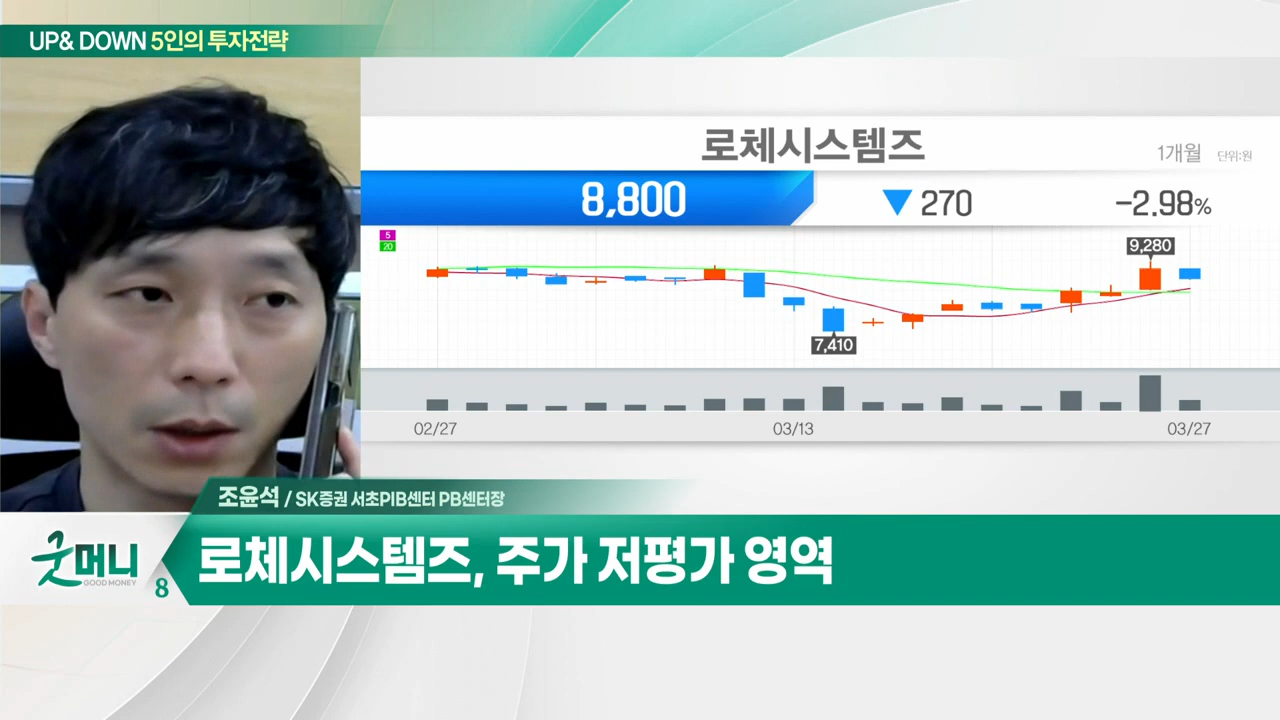 UP& DOWN 5인의 투자전략
로체시스템즈
1개월 단위:원
8,800 ▼ 270 -2.98%
5
20
9,280
7,410
02/27 03/13 03/27
조윤석 / SK증권 서초PIB센터 PB센터장
굿머니
GOOD MONEY
8
로체시스템즈, 주가 저평가 영역